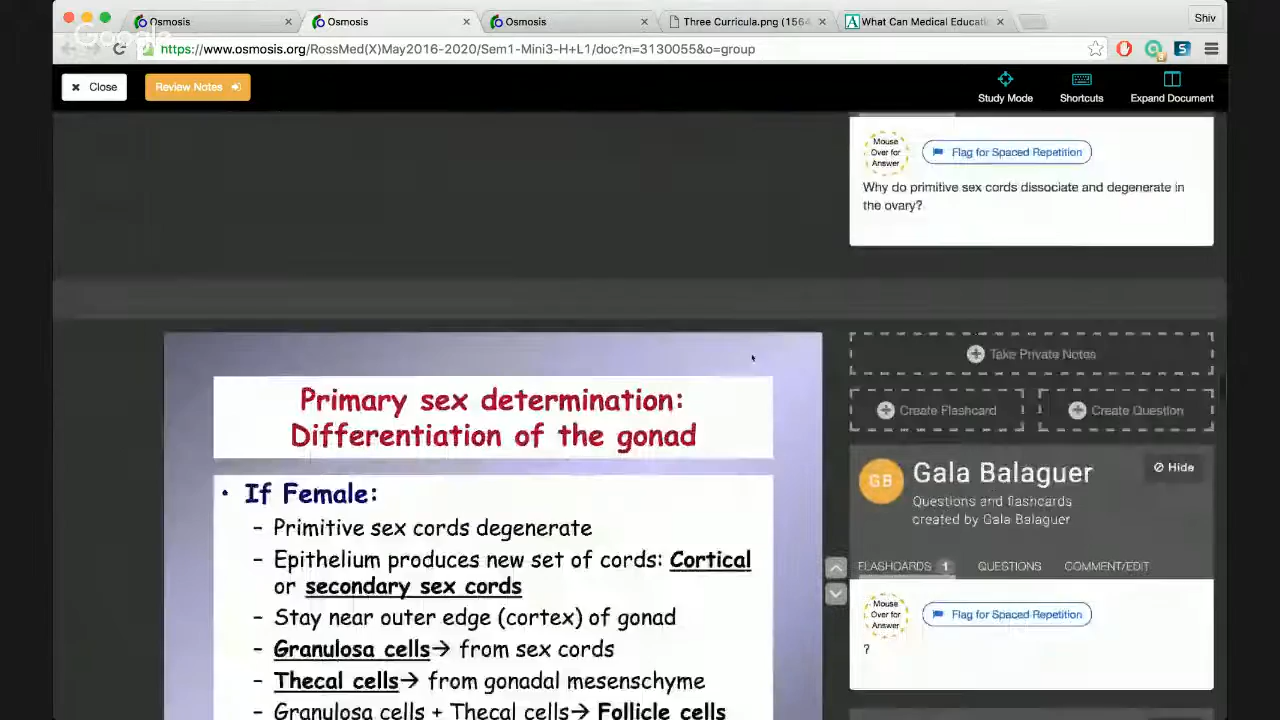 Osmosis
Osmosis
Osmosis
Three Curricula.png (1564
What Can Medical Educati
Shiv
Google
https://www.osmosis.org/RossMed(X)May2016-2020/Sem1-Mini3-H+L1/doc?n=3130055&o=group
Close
Review Notes
Study Mode
Shortcuts
Expand Document
Mouse
Over for
Answer
Flag for Spaced Repetition
Why do primitive sex cords dissociate and degenerate in
the ovary?
Take Private Notes
Create Flashcard
Create Question
Primary sex determination:
Differentiation of the gonad
• If Female:
– Primitive sex cords degenerate
– Epithelium produces new set of cords: Cortical
or secondary sex cords
– Stay near outer edge (cortex) of gonad
– Granulosa cells→ from sex cords
– Thecal cells→ from gonadal mesenschyme
– Granulosa cells + Thecal cells→ Follicle cells
GB
Gala Balaguer
Hide
Questions and flashcards
created by Gala Balaguer
FLASHCARDS 1
QUESTIONS
COMMENT/EDIT
Mouse
Over for
Answer
Flag for Spaced Repetition
?